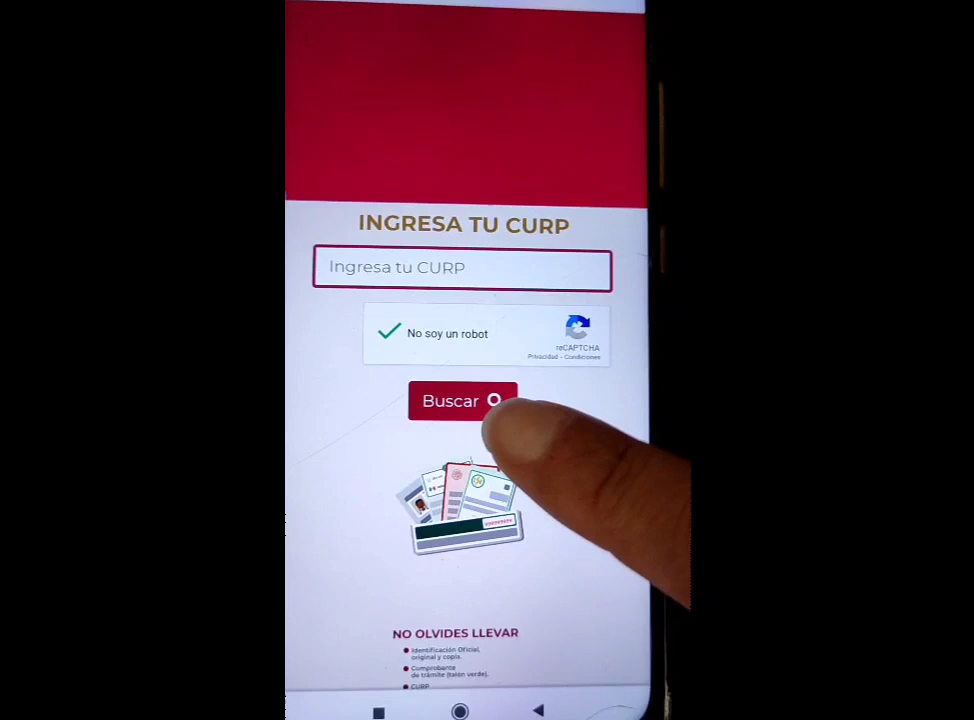 INGRESA TU CURP
Ingresa tu CURP
No soy un robot
reCAPTCHA
Privacidad - Condiciones
Buscar
NO OLVIDES LLEVAR
Identificación Oficial,
original y copia.
Comprobante
de trámite (talón verde).
CURP